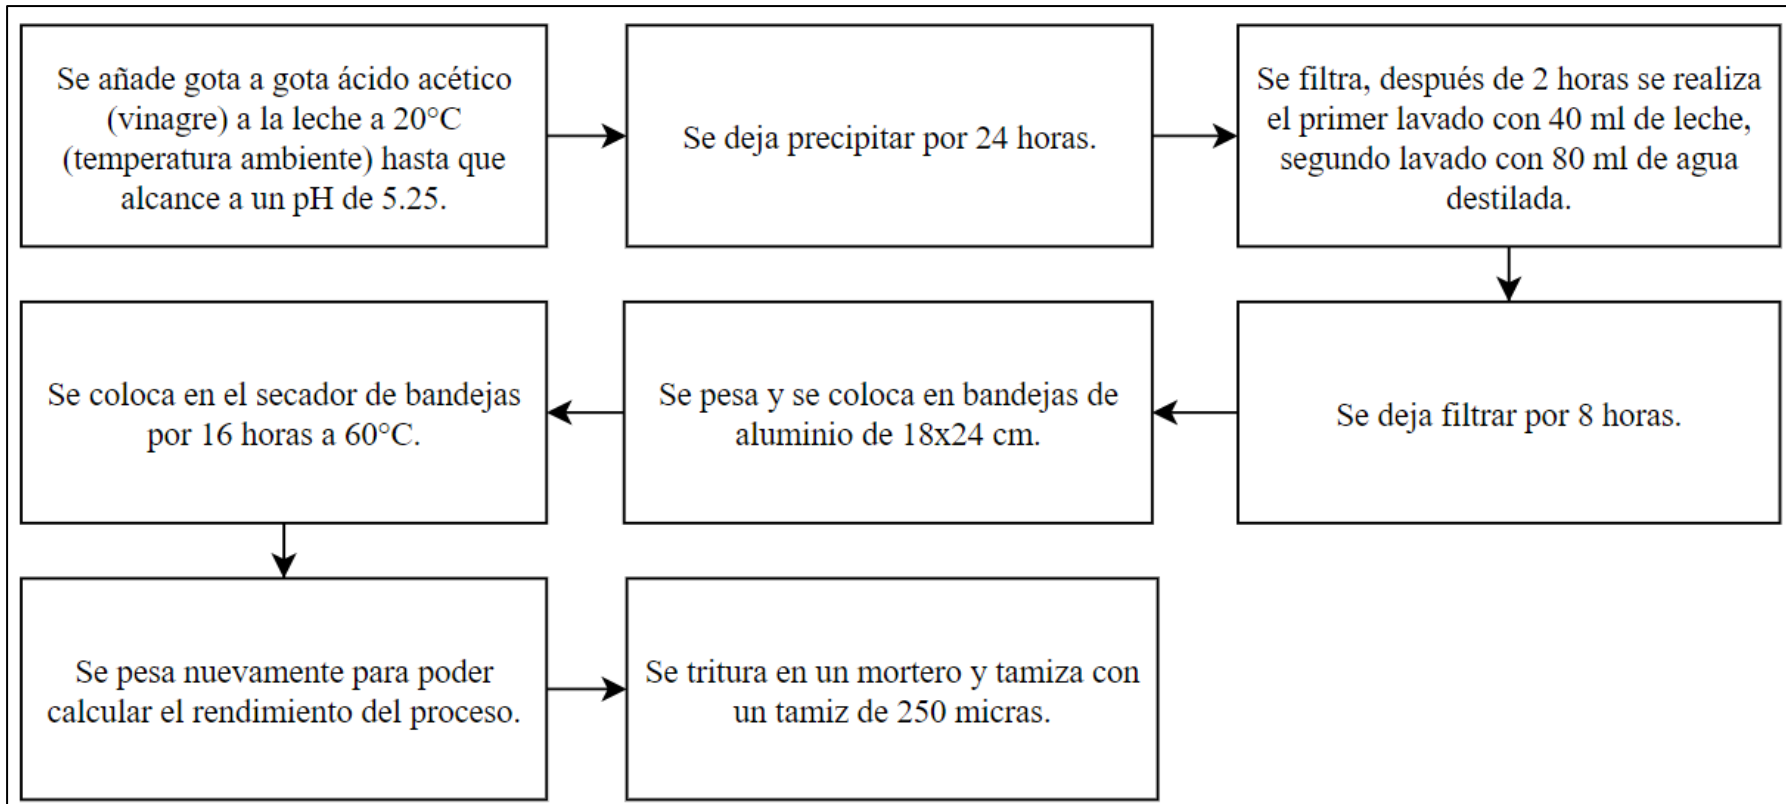 Se añade gota a gota ácido acético
(vinagre) a la leche a 20°C
(temperatura ambiente) hasta que
alcance a un pH de 5.25.
Se deja precipitar por 24 horas.
Se filtra, después de 2 horas se realiza
el primer lavado con 40 ml de leche,
segundo lavado con 80 ml de agua
destilada.
Se deja filtrar por 8 horas.
Se pesa y se coloca en bandejas de
aluminio de 18x24 cm.
Se coloca en el secador de bandejas
por 16 horas a 60°C.
Se pesa nuevamente para poder
calcular el rendimiento del proceso.
Se tritura en un mortero y tamiza con
un tamiz de 250 micras.